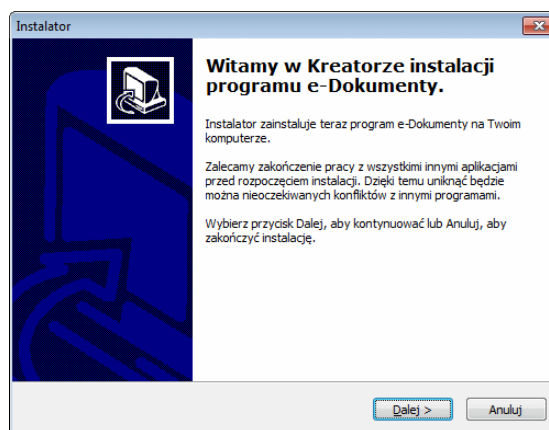 Instalator
Witamy w Kreatorze instalacji
programu e-Dokumenty.
Instalator zainstaluje teraz program e-Dokumenty na Twoim
komputerze.
Zalecamy zakończenie pracy z wszystkimi innymi aplikacjami
przed rozpoczęciem instalacji. Dzięki temu uniknąć będzie
można nieoczekiwanych konfliktów z innymi programami.
Wybierz przycisk Dalej, aby kontynuować lub Anuluj, aby
zakończyć instalację.
Dalej >
Anuluj